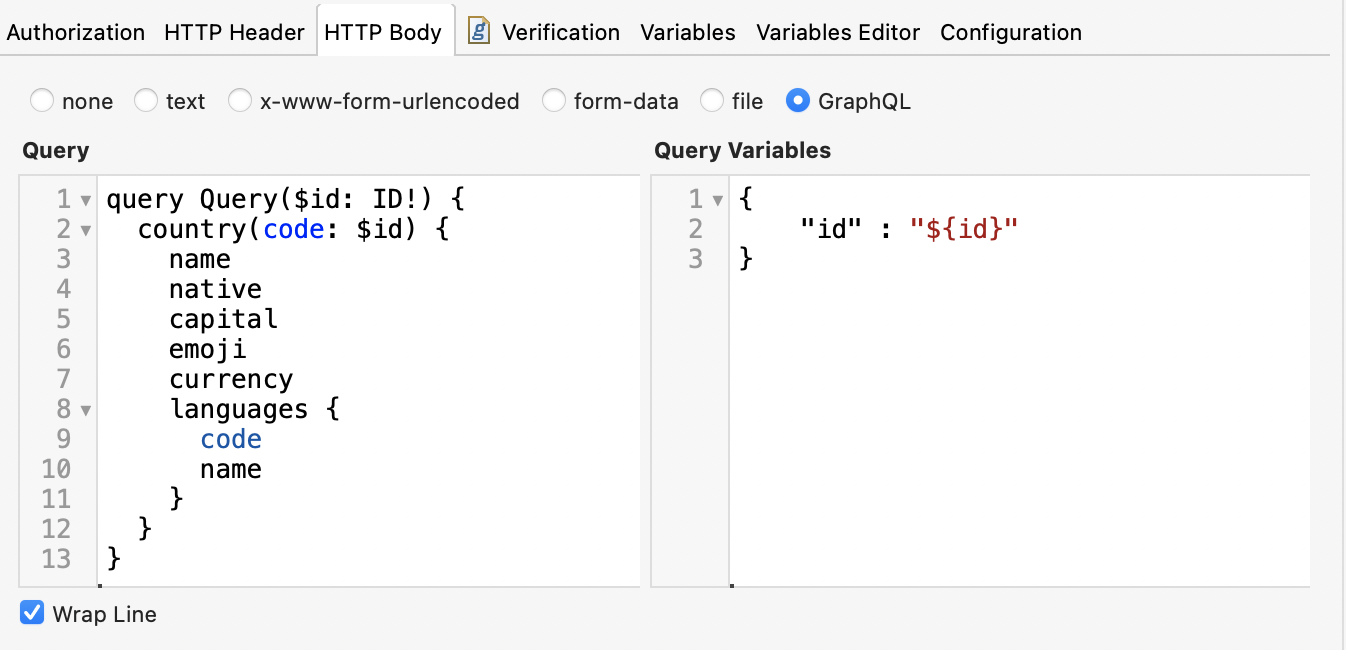 Authorization HTTP Header HTTP Body g Verification Variables Variables Editor Configuration
none text x-www-form-urlencoded form-data file GraphQL
Query
1 query Query($id: ID!) {
2   country(code: $id) {
3     name
4     native
5     capital
6     emoji
7     currency
8     languages {
9       code
10       name
11     }
12   }
13 }
Query Variables
1 {
2     "id" : "${id}"
3 }
Wrap Line